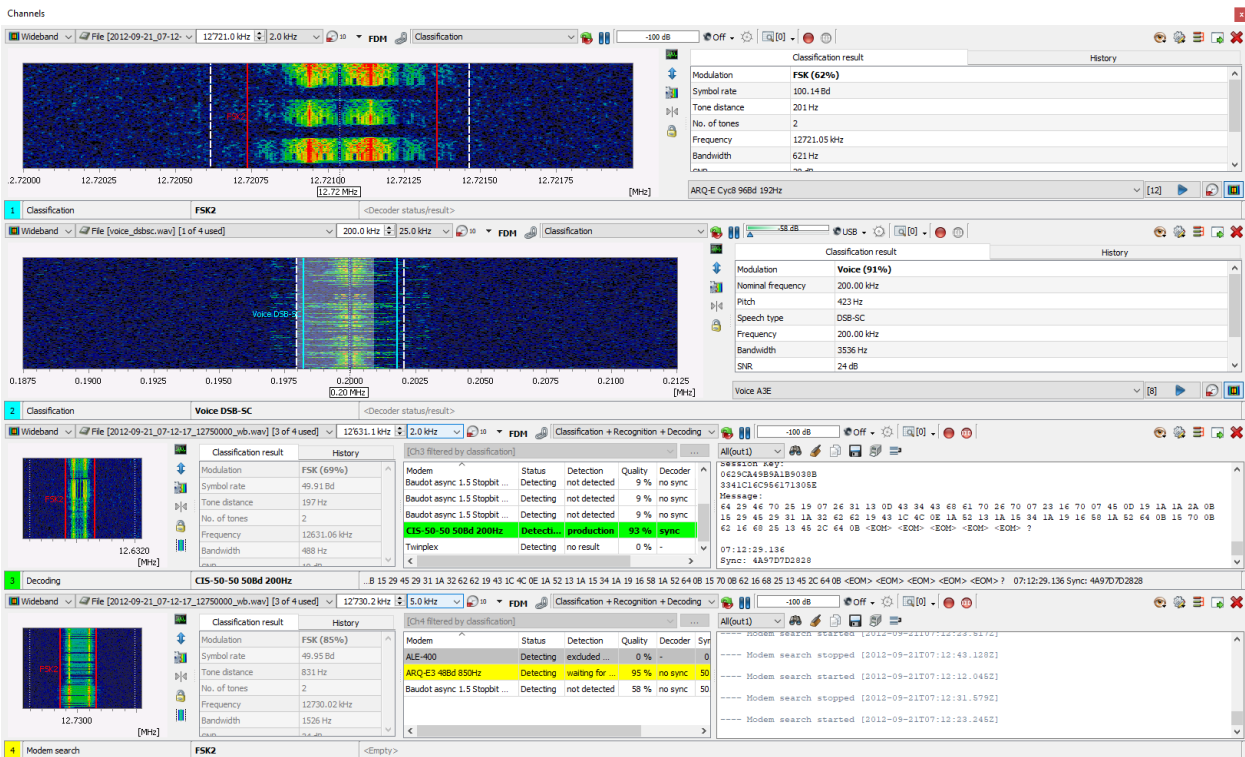 Channels
x
Wideband File [2012-09-21_07-12- 12'721.0 kHz 2.0 kHz 10 FDM Classification -100 dB Off [0]
Classification result History
Modulation FSK (62%)
Symbol rate 100.14 Bd
Tone distance 201 Hz
No. of tones 2
Frequency 12721.05 kHz
Bandwidth 621 Hz
FSK2
.2.72000 12.72025 12.72050 12.72075 12.72100 12.72125 12.72150 12.72175
12.72 MHz [MHz]
ARQ-E Cyc8 96Bd 192Hz [12]
1 Classification FSK2 <Decoder status/result>
Wideband File [voice_dsbsc.wav] [1 of 4 used] 200.0 kHz 25.0 kHz 10 FDM Classification -58 dB USB [0]
Classification result History
Modulation Voice (91%)
Nominal frequency 200.00 kHz
Pitch 423 Hz
Speech type DSB-SC
Frequency 200.00 kHz
Bandwidth 3536 Hz
SNR 24 dB
Voice DSB-SC
0.1875 0.1900 0.1925 0.1950 0.1975 0.2000 0.2025 0.2050 0.2075 0.2100 0.2125
0.20 MHz [MHz]
Voice A3E [8]
2 Classification Voice DSB-SC <Decoder status/result>
Wideband File [2012-09-21_07-12-17_12750000_wb.wav] [3 of 4 used] 12'631.1 kHz 2.0 kHz 10 FDM Classification + Recognition + Decoding -100 dB Off [0]
Classification result History
Modulation FSK (69%)
Symbol rate 49.91 Bd
Tone distance 197 Hz
No. of tones 2
Frequency 12631.06 kHz
Bandwidth 488 Hz
FSK2
12.6320
[MHz]
[Ch3 filtered by classification] ...
Modem Status Detection Quality Decoder
Baudot async 1.5 Stopbit ... Detecting not detected 9 % no sync
Baudot async 1.5 Stopbit ... Detecting not detected 9 % no sync
Baudot async 1.5 Stopbit ... Detecting not detected 9 % no sync
CIS-50-50 50Bd 200Hz Detecti... production 93 % sync
Twinplex Detecting no result 0 % -
All(out1)
Session Key:
0629CA49B9A1B9038B
3341C16C956171305E
Message:
64 29 46 70 25 19 07 26 31 13 0D 43 34 43 68 61 70 26 70 07 23 16 70 07 45 0D 19 1A 1A 2A 0B
15 29 45 29 31 1A 32 62 62 19 43 1C 4C 0E 1A 52 13 1A 15 34 1A 19 16 58 1A 52 64 0B 15 70 0B
62 16 68 25 13 45 2C 64 0B <EOM> <EOM> <EOM> <EOM> <EOM> ?
07:12:29.136
Sync: 4A97D7D2828
3 Decoding CIS-50-50 50Bd 200Hz ...B 15 29 45 29 31 1A 32 62 62 19 43 1C 4C 0E 1A 52 13 1A 15 34 1A 19 16 58 1A 52 64 0B 15 70 0B 62 16 68 25 13 45 2C 64 0B <EOM> <EOM> <EOM> <EOM> <EOM> ? 07:12:29.136 Sync: 4A97D7D2828
Wideband File [2012-09-21_07-12-17_12750000_wb.wav] [3 of 4 used] 12'730.2 kHz 5.0 kHz 10 FDM Classification + Recognition + Decoding -100 dB Off [0]
Classification result History
Modulation FSK (85%)
Symbol rate 49.95 Bd
Tone distance 831 Hz
No. of tones 2
Frequency 12730.02 kHz
Bandwidth 1526 Hz
FSK2
12.7300
[MHz]
[Ch4 filtered by classification] ...
Modem Status Detection Quality Decoder Syr
ALE-400 Detecting excluded ... 0 % - 0
ARQ-E3 48Bd 850Hz Detecting waiting for ... 95 % no sync 50
Baudot async 1.5 Stopbit ... Detecting not detected 58 % no sync 50
All(out1)
---- Modem search started [2012-09-21T07:12:23.617Z]
---- Modem search stopped [2012-09-21T07:12:43.128Z]
---- Modem search started [2012-09-21T07:12:12.045Z]
---- Modem search stopped [2012-09-21T07:12:31.579Z]
---- Modem search started [2012-09-21T07:12:23.245Z]
4 Modem search FSK2 <Empty>